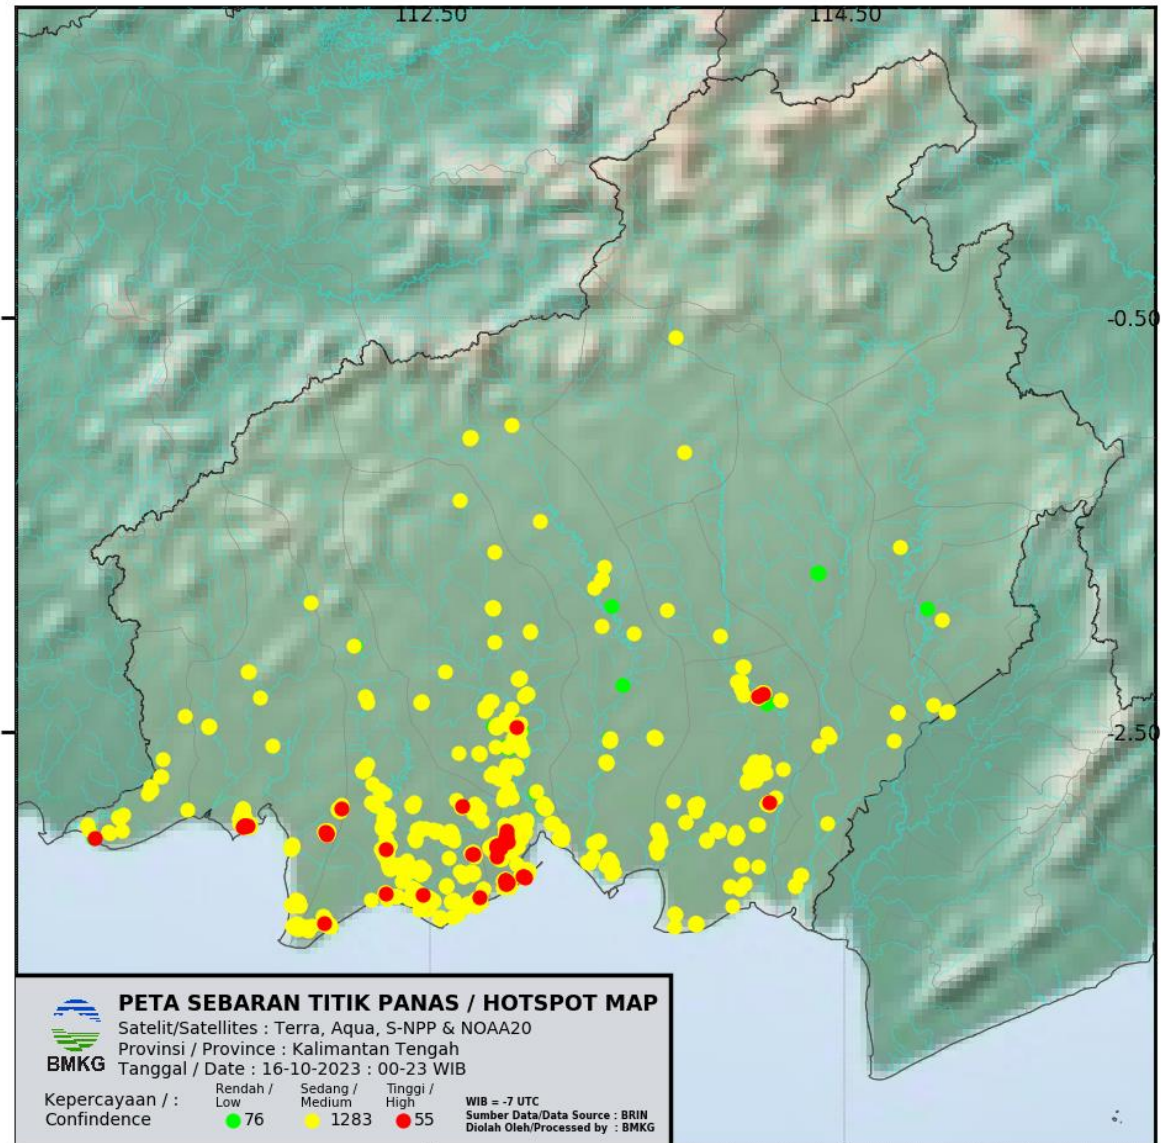 112.50 114.50
-0.50
-2.50
PETA SEBARAN TITIK PANAS / HOTSPOT MAP
Satelit/Satellites : Terra, Aqua, S-NPP & NOAA20
Provinsi / Province : Kalimantan Tengah
BMKG
Tanggal / Date : 16-10-2023 : 00-23 WIB
Kepercayaan / :
Confindence
Rendah /
Low
76
Sedang /
Medium
1283
Tinggi /
High
55
WIB = -7 UTC
Sumber Data/Data Source : BRIN
Diolah Oleh/Processed by : BMKG